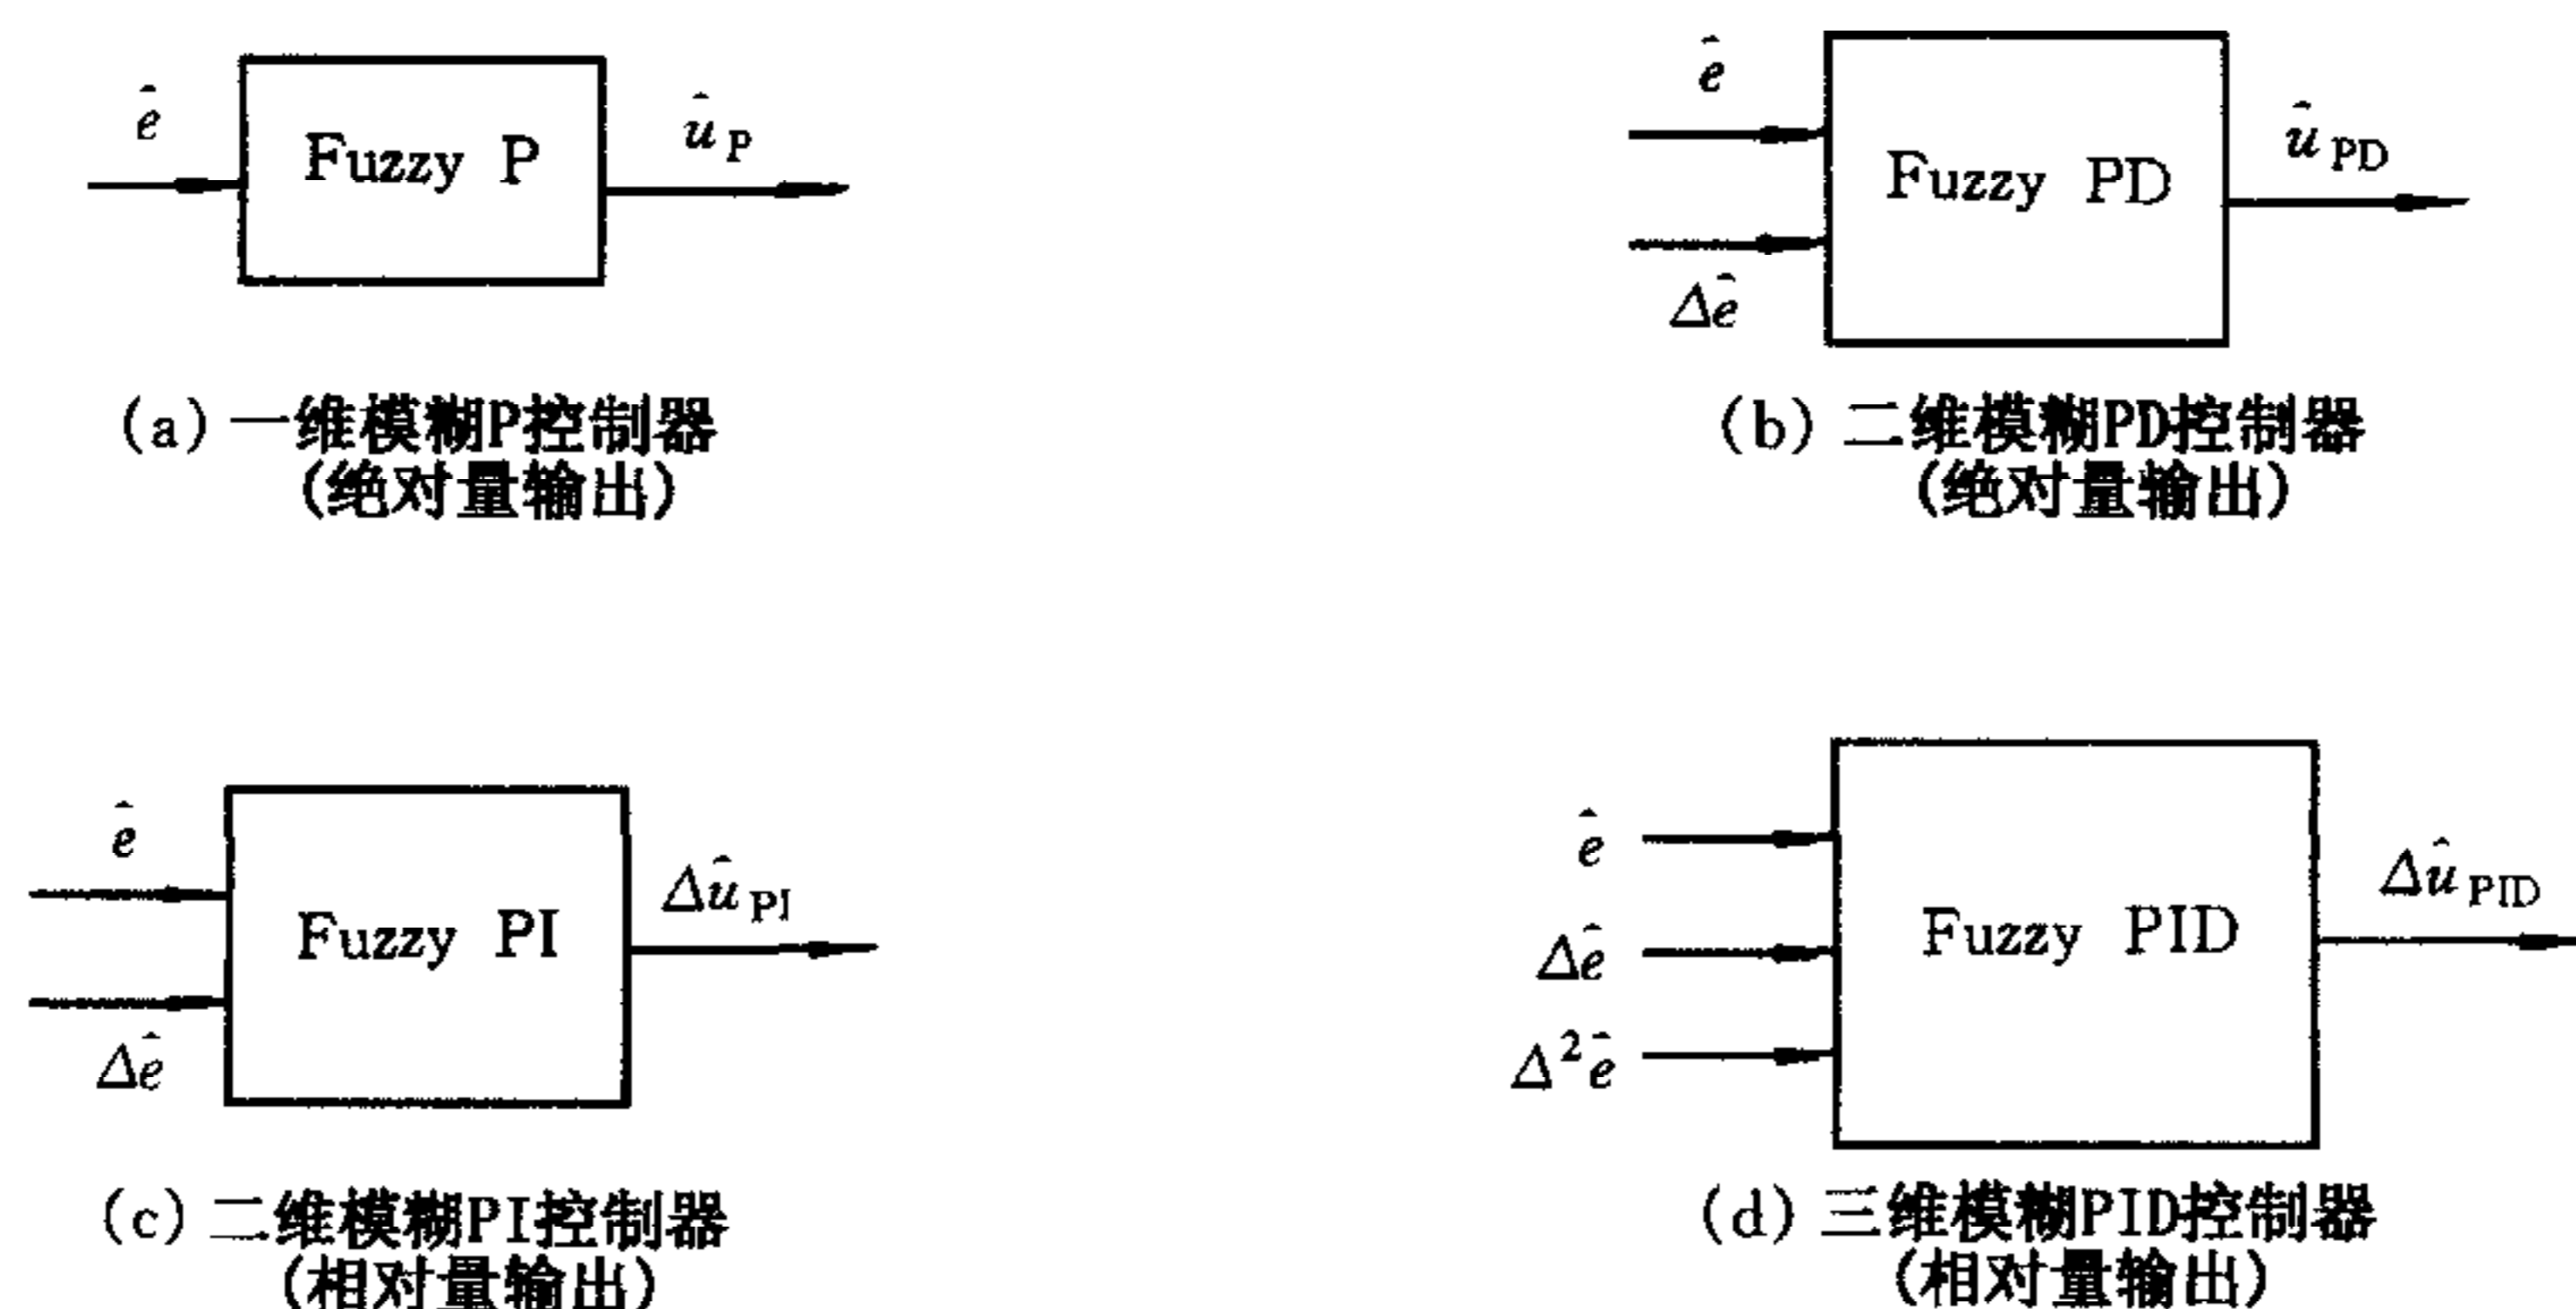 ê
Fuzzy P
û P
(a) 一维模糊P控制器
(绝对量输出)
ê
Δê
Fuzzy PD
û PD
(b) 二维模糊PD控制器
(绝对量输出)
ê
Δê
Fuzzy PI
Δû PI
(c) 二维模糊PI控制器
(相对量输出)
ê
Δê
Δ²ê
Fuzzy PID
Δû PID
(d) 三维模糊PID控制器
(相对量输出)